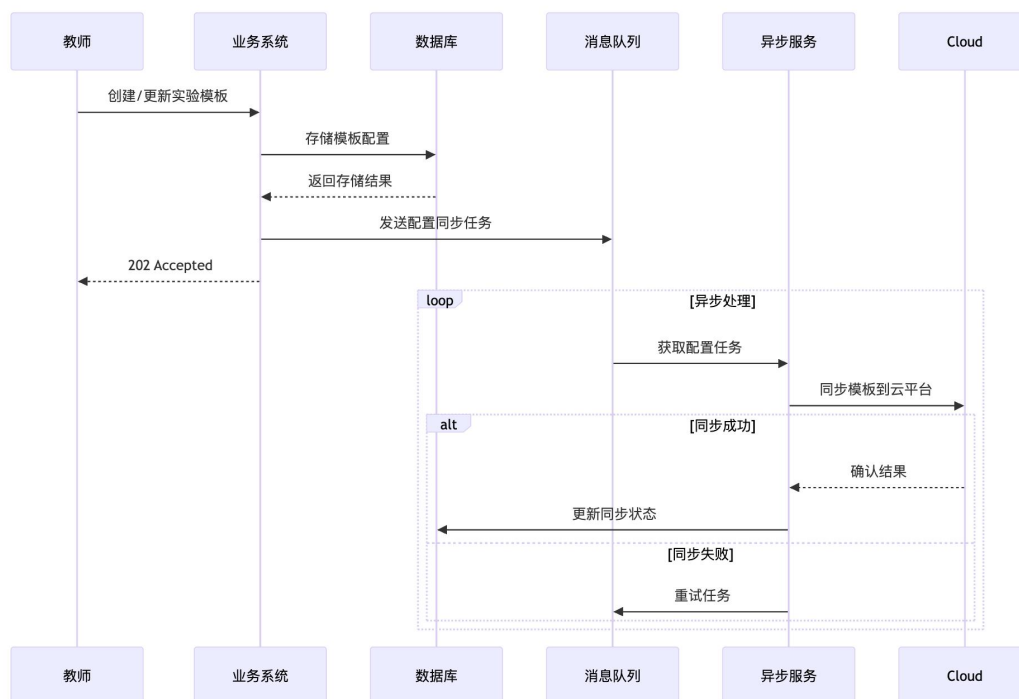 教师
业务系统
数据库
消息队列
异步服务
Cloud
创建/更新实验模板
存储模板配置
返回存储结果
发送配置同步任务
202 Accepted
loop
[异步处理]
获取配置任务
同步模板到云平台
alt
[同步成功]
确认结果
更新同步状态
[同步失败]
重试任务
教师
业务系统
数据库
消息队列
异步服务
Cloud